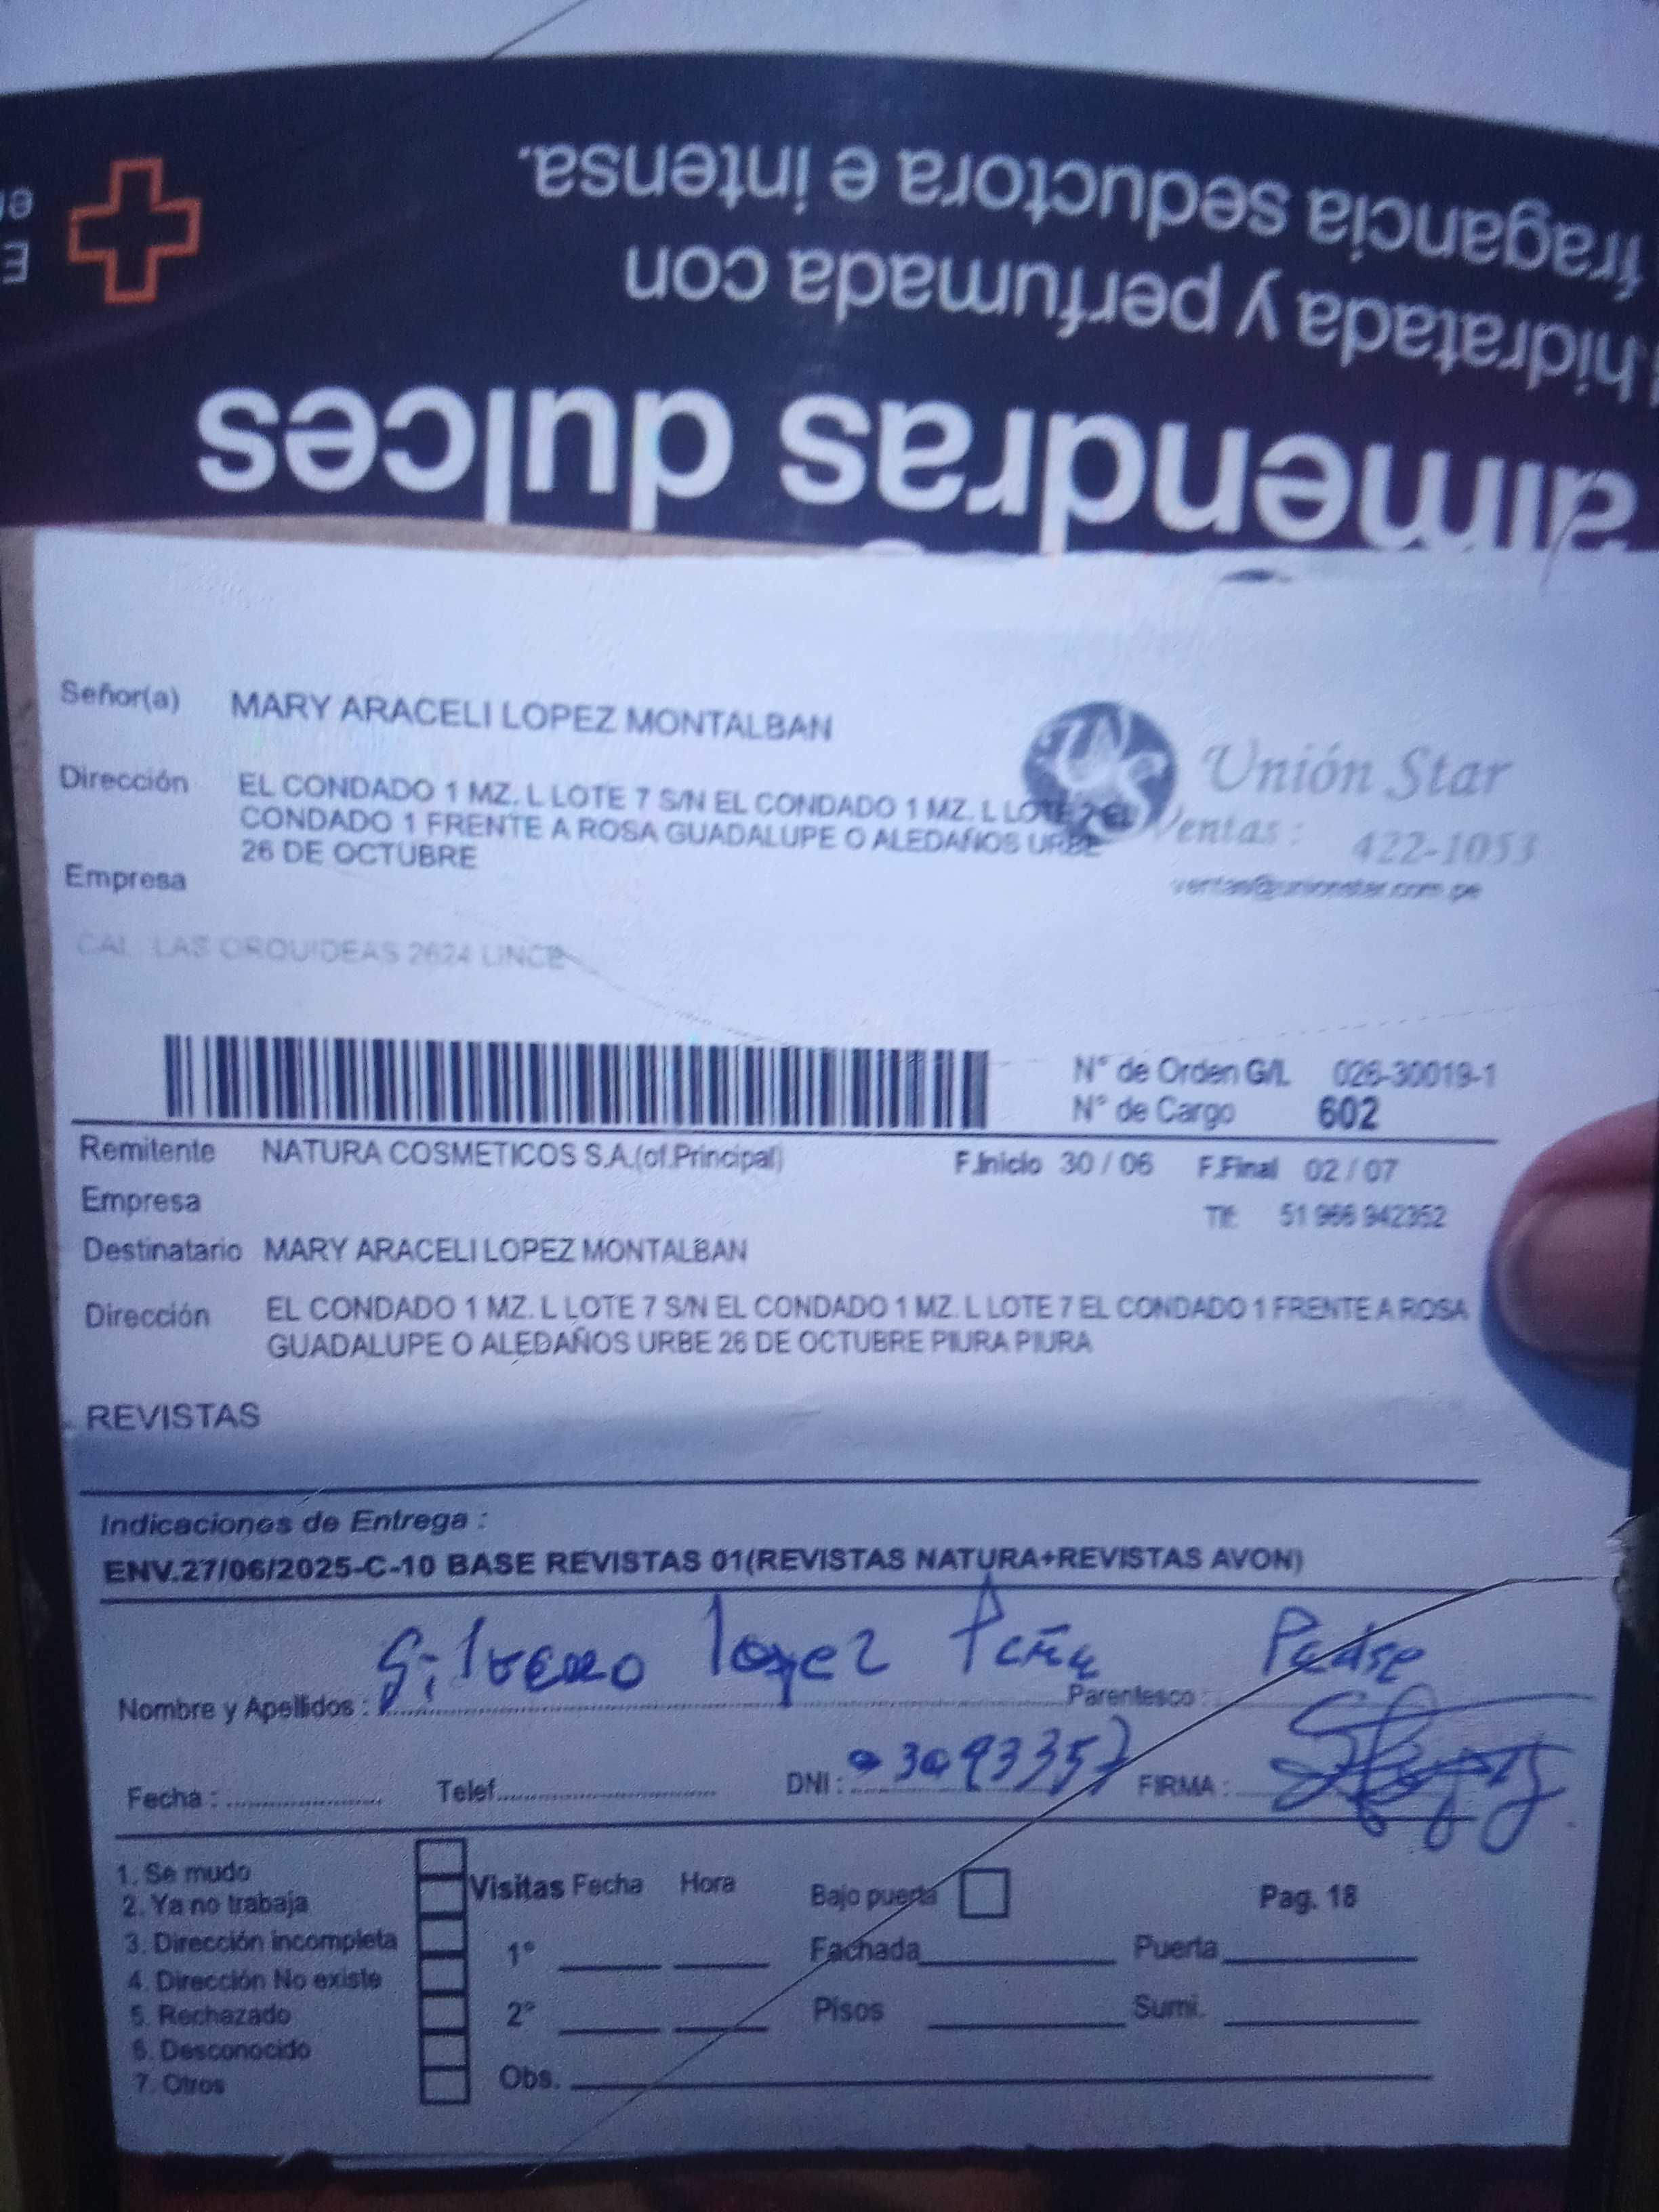 almendras dulces
hidratada y perfumada con
fragancia seductora e intensa.
E
Señor(a) MARY ARACELI LOPEZ MONTALBAN
Unión Star
Ventas: 422-1053
ventas@unionstar.com.pe
Dirección EL CONDADO 1 MZ. L LOTE 7 S/N EL CONDADO 1 MZ. L LOTE 7 EL
CONDADO 1 FRENTE A ROSA GUADALUPE O ALEDAÑOS URBE
26 DE OCTUBRE
Empresa
CAL LAS ORQUIDEAS 2624 LINCE
N° de Orden G/L 026-30019-1
N° de Cargo 602
Remitente NATURA COSMETICOS S.A.(of.Principal) F.Inicio 30 / 06 F.Final 02 / 07
Empresa Tlf: 51 966 942352
Destinatario MARY ARACELI LOPEZ MONTALBAN
Dirección EL CONDADO 1 MZ. L LOTE 7 S/N EL CONDADO 1 MZ. L LOTE 7 EL CONDADO 1 FRENTE A ROSA
GUADALUPE O ALEDAÑOS URBE 26 DE OCTUBRE PIURA PIURA
REVISTAS
Indicaciones de Entrega :
ENV.27/06/2025-C-10 BASE REVISTAS 01(REVISTAS NATURA+REVISTAS AVON)
Nombre y Apellidos : lopez Peña Parentesco : Padre
Fecha : Telef. DNI : 03093357 FIRMA :
1. Se mudo
2. Ya no trabaja
3. Dirección incompleta
4. Dirección No existe
5. Rechazado
6. Desconocido
7. Otros
Visitas Fecha Hora Bajo puerta Pag. 18
1° Fachada Puerta
2° Pisos Sumi.
Obs.